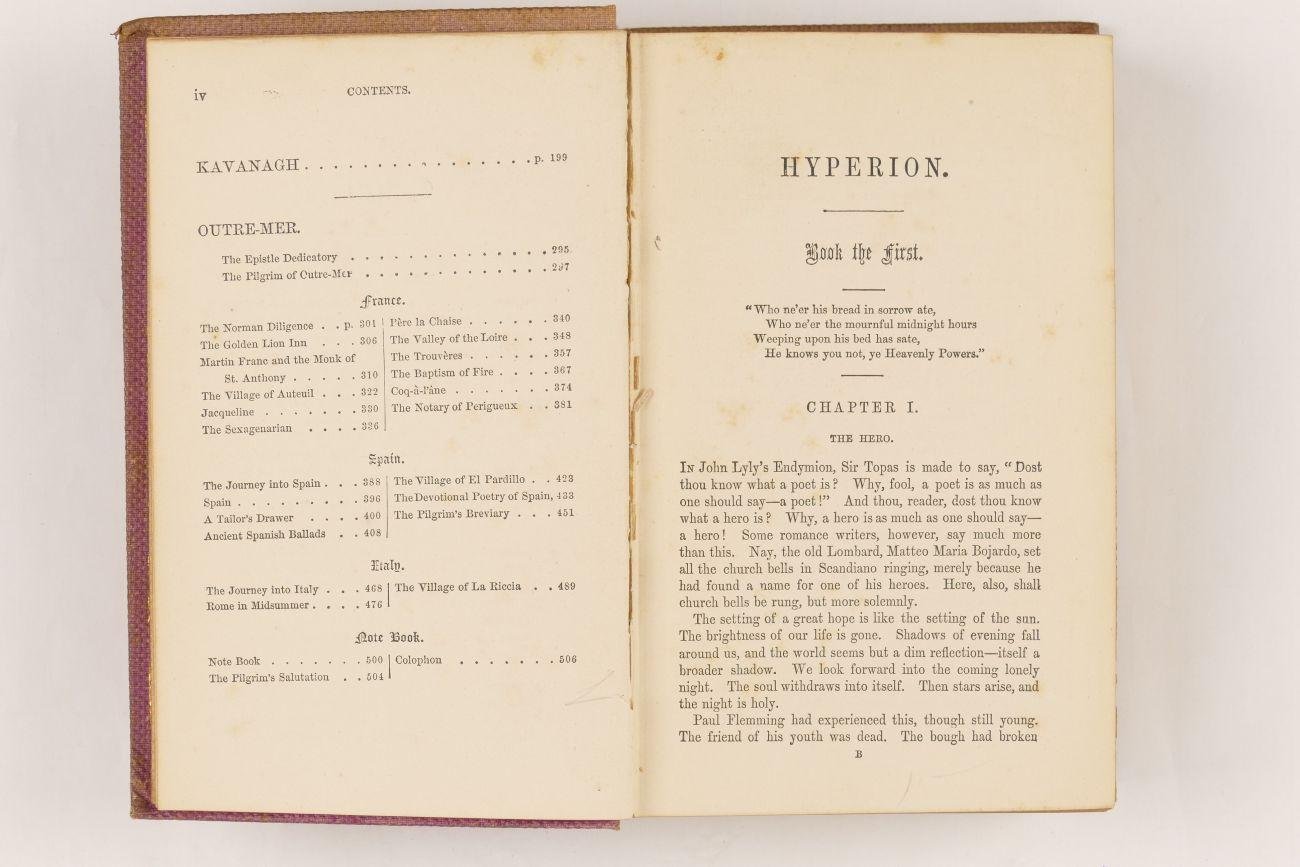 iv CONTENTS.
KAVANAGH . . . . . . . . . . . . . . . . p. 199
OUTRE-MER.
The Epistle Dedicatory . . . . . . . . . . . . . 295
The Pilgrim of Outre-Mer . . . . . . . . . . . . 297
France.
The Norman Diligence . . p. 301
The Golden Lion Inn . . . 306
Martin Franc and the Monk of
St. Anthony . . . . . 310
The Village of Auteuil . . . 322
Jacqueline . . . . . . . 330
The Sexagenarian . . . . 336
Père la Chaise . . . . . . 340
The Valley of the Loire . . . 348
The Trouvères . . . . . . 357
The Baptism of Fire . . . . 367
Coq-à-l'âne . . . . . . . 374
The Notary of Perigueux . . 381
Spain.
The Journey into Spain . . . 388
Spain . . . . . . . . . 396
A Tailor's Drawer . . . . 400
Ancient Spanish Ballads . . 408
The Village of El Pardillo . . 423
The Devotional Poetry of Spain, 433
The Pilgrim's Breviary . . . 451
Italy.
The Journey into Italy . . . 468
Rome in Midsummer . . . . 476
The Village of La Riccia . . 489
Note Book.
Note Book . . . . . . . 500
The Pilgrim's Salutation . . 504
Colophon . . . . . . . 506
HYPERION.
Book the First.
"Who ne'er his bread in sorrow ate,
Who ne'er the mournful midnight hours
Weeping upon his bed has sate,
He knows you not, ye Heavenly Powers."
CHAPTER I.
THE HERO.
IN John Lyly's Endymion, Sir Topas is made to say, "Dost
thou know what a poet is? Why, fool, a poet is as much as
one should say—a poet!" And thou, reader, dost thou know
what a hero is? Why, a hero is as much as one should say—
a hero! Some romance writers, however, say much more
than this. Nay, the old Lombard, Matteo Maria Bojardo, set
all the church bells in Scandiano ringing, merely because he
had found a name for one of his heroes. Here, also, shall
church bells be rung, but more solemnly.
The setting of a great hope is like the setting of the sun.
The brightness of our life is gone. Shadows of evening fall
around us, and the world seems but a dim reflection—itself a
broader shadow. We look forward into the coming lonely
night. The soul withdraws into itself. Then stars arise, and
the night is holy.
Paul Flemming had experienced this, though still young.
The friend of his youth was dead. The bough had broken
B